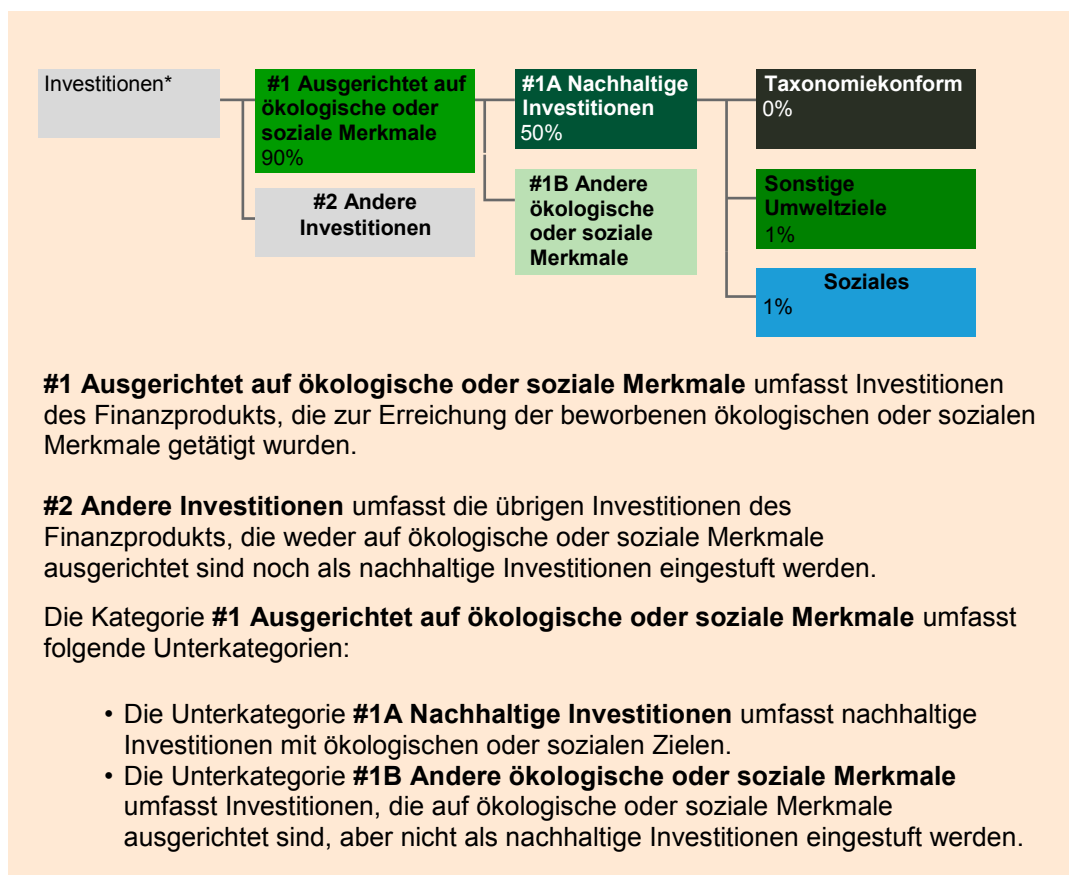 Investitionen*
#1 Ausgerichtet auf
ökologische oder
soziale Merkmale
90%
#2 Andere
Investitionen
#1A Nachhaltige
Investitionen
50%
#1B Andere
ökologische
oder soziale
Merkmale
Taxonomiekonform
0%
Sonstige
Umweltziele
1%
Soziales
1%
#1 Ausgerichtet auf ökologische oder soziale Merkmale umfasst Investitionen
des Finanzprodukts, die zur Erreichung der beworbenen ökologischen oder sozialen
Merkmale getätigt wurden.
#2 Andere Investitionen umfasst die übrigen Investitionen des
Finanzprodukts, die weder auf ökologische oder soziale Merkmale
ausgerichtet sind noch als nachhaltige Investitionen eingestuft werden.
Die Kategorie #1 Ausgerichtet auf ökologische oder soziale Merkmale umfasst
folgende Unterkategorien:
• Die Unterkategorie #1A Nachhaltige Investitionen umfasst nachhaltige
Investitionen mit ökologischen oder sozialen Zielen.
• Die Unterkategorie #1B Andere ökologische oder soziale Merkmale
umfasst Investitionen, die auf ökologische oder soziale Merkmale
ausgerichtet sind, aber nicht als nachhaltige Investitionen eingestuft werden.